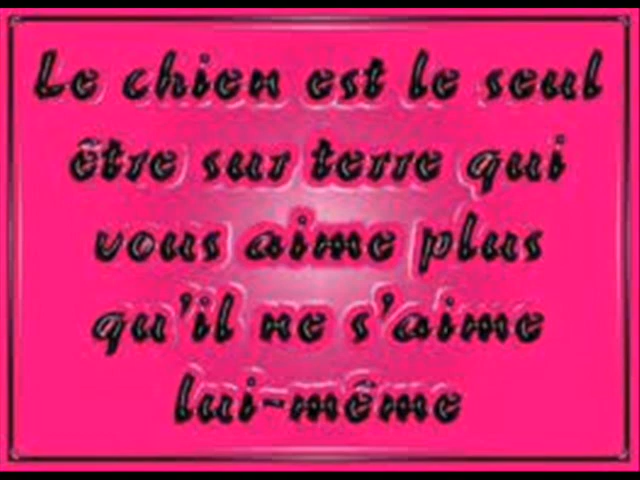 Le chien est le seul
être sur terre qui
vous aime plus
qu'il ne s'aime
lui-même